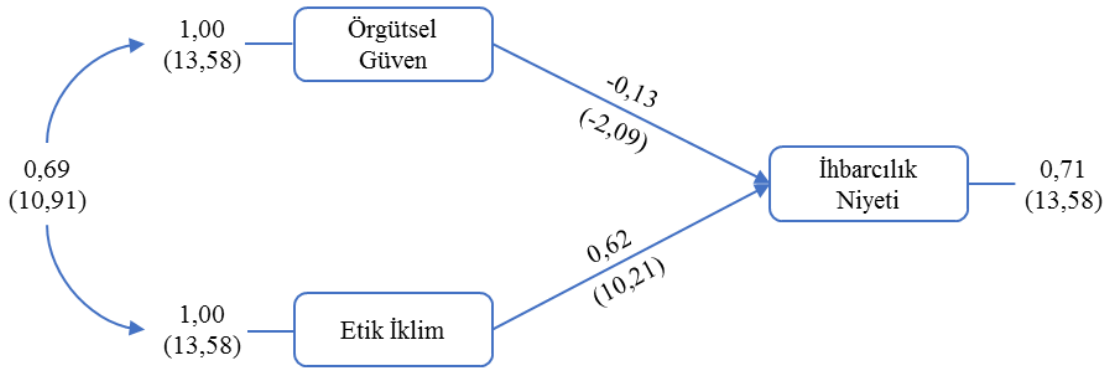 1,00
(13,58)
Örgütsel
Güven
-0,13
(-2,09)
0,69
(10,91)
İhbarcılık
Niyeti
0,71
(13,58)
0,62
(10,21)
1,00
(13,58)
Etik İklim